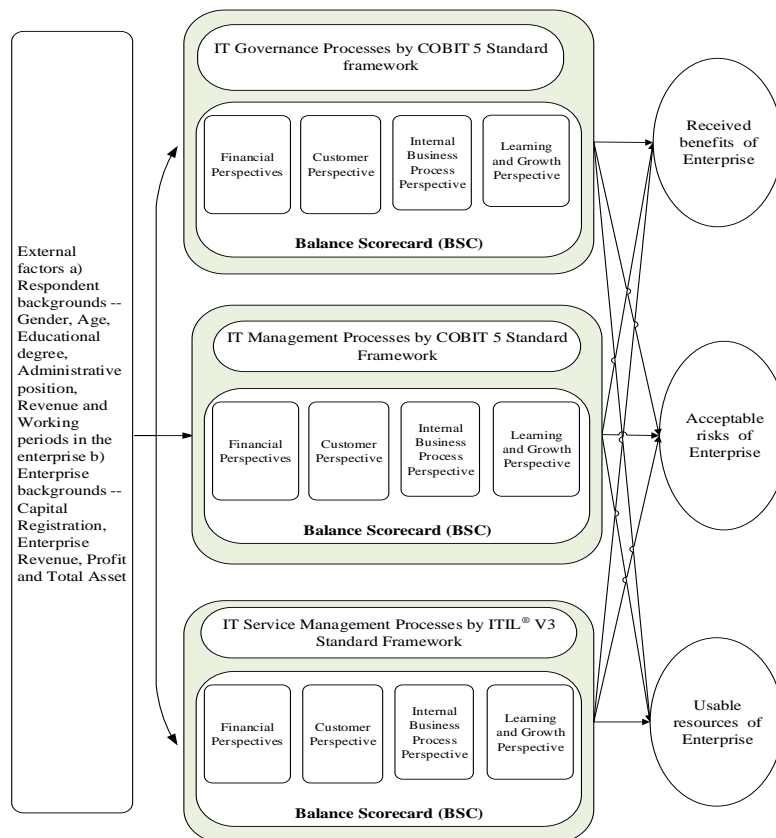 External
factors a)
Respondent
backgrounds --
Gender, Age,
Educational
degree,
Administrative
position,
Revenue and
Working
periods in the
enterprise b)
Enterprise
backgrounds --
Capital
Registration,
Enterprise
Revenue, Profit
and Total Asset
IT Governance Processes by COBIT 5 Standard
framework
Financial
Perspectives
Customer
Perspective
Internal
Business
Process
Perspective
Learning
and Growth
Perspective
Balance Scorecard (BSC)
IT Management Processes by COBIT 5 Standard
Framework
Financial
Perspectives
Customer
Perspective
Internal
Business
Process
Perspective
Learning
and Growth
Perspective
Balance Scorecard (BSC)
IT Service Management Processes by ITIL® V3
Standard Framework
Financial
Perspectives
Customer
Perspective
Internal
Business
Process
Perspective
Learning
and Growth
Perspective
Balance Scorecard (BSC)
Received
benefits of
Enterprise
Acceptable
risks of
Enterprise
Usable
resources of
Enterprise